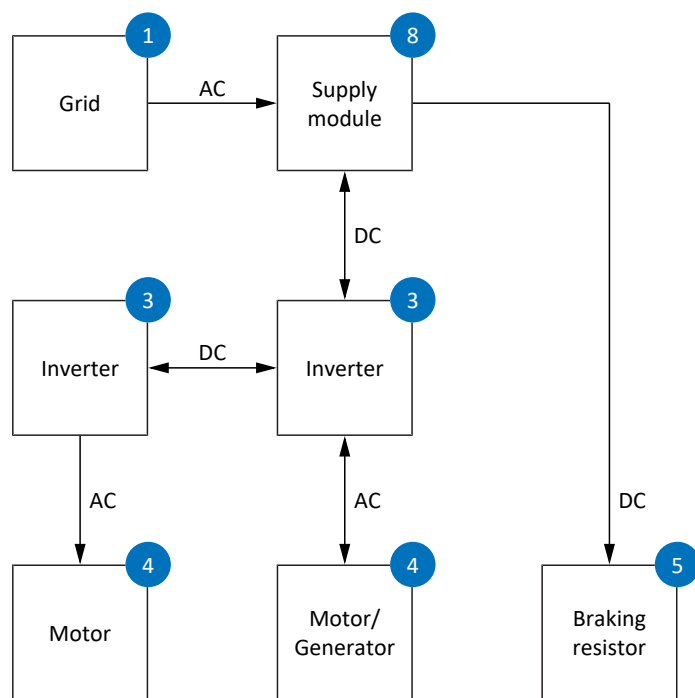 1
8
Grid
AC
Supply
module
DC
3
3
Inverter
DC
Inverter
AC
AC
DC
4
4
5
Motor
Motor/
Generator
Braking
resistor